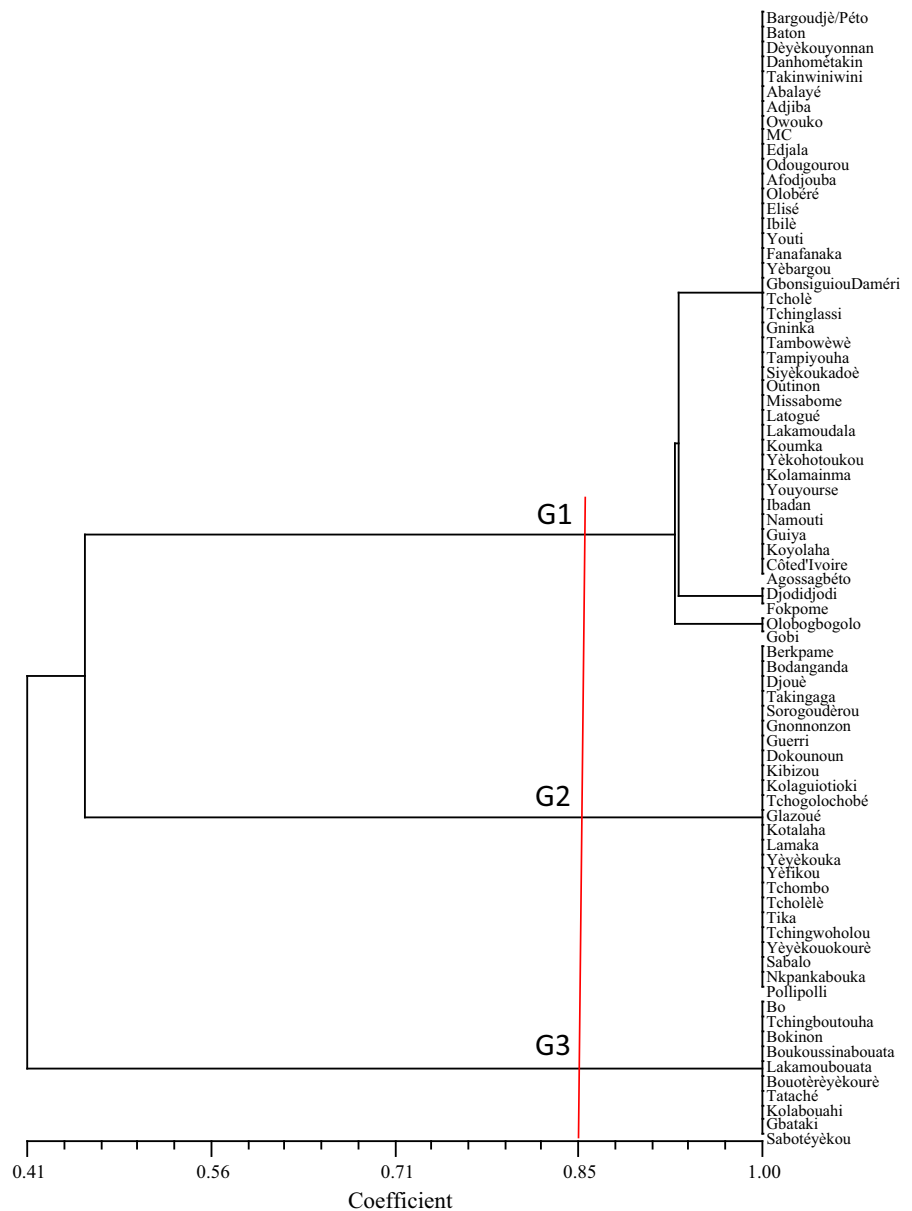 Bargoudjè/Péto
Baton
Dèyèkouyonnan
Danhomètakin
Takinwiniwini
Abalayé
Adjiba
Owouko
MC
Edjala
Odougourou
Afodjouba
Olobéré
Elisé
Ibilè
Youti
Fanafanaka
Yèbargou
GbonsiguiouDaméri
Tcholè
Tchinglassi
Gninka
Tambowèwè
Tampiyouha
Siyèkoukadoè
Outinon
Missabome
Latogué
Lakamoudala
Koumka
Yèkohotoukou
Kolamainma
Youyourse
Ibadan
Namouti
Guiya
Koyolaha
Côted'Ivoire
Agossagbéto
Djodidjodi
Fokpome
Olobogbogolo
Gobi
Berkpame
Bodanganda
Djouè
Takingaga
Sorogoudèrou
Gnonnonzon
Guerri
Dokounoun
Kibizou
Kolaguiotioki
Tchogolochobé
Glazoué
Kotalaha
Lamaka
Yèyèkouka
Yèfikou
Tchombo
Tcholèlè
Tika
Tchingwoholou
Yèyèkouokourè
Sabalo
Nkpankabouka
Pollipolli
Bo
Tchingboutouha
Bokinon
Boukoussinabouata
Lakamoubouata
Bouotèrèyèkourè
Tataché
Kolabouahi
Gbataki
Sabotéyèkou
G1
G2
G3
0.41 0.56 0.71 0.85 1.00
Coefficient